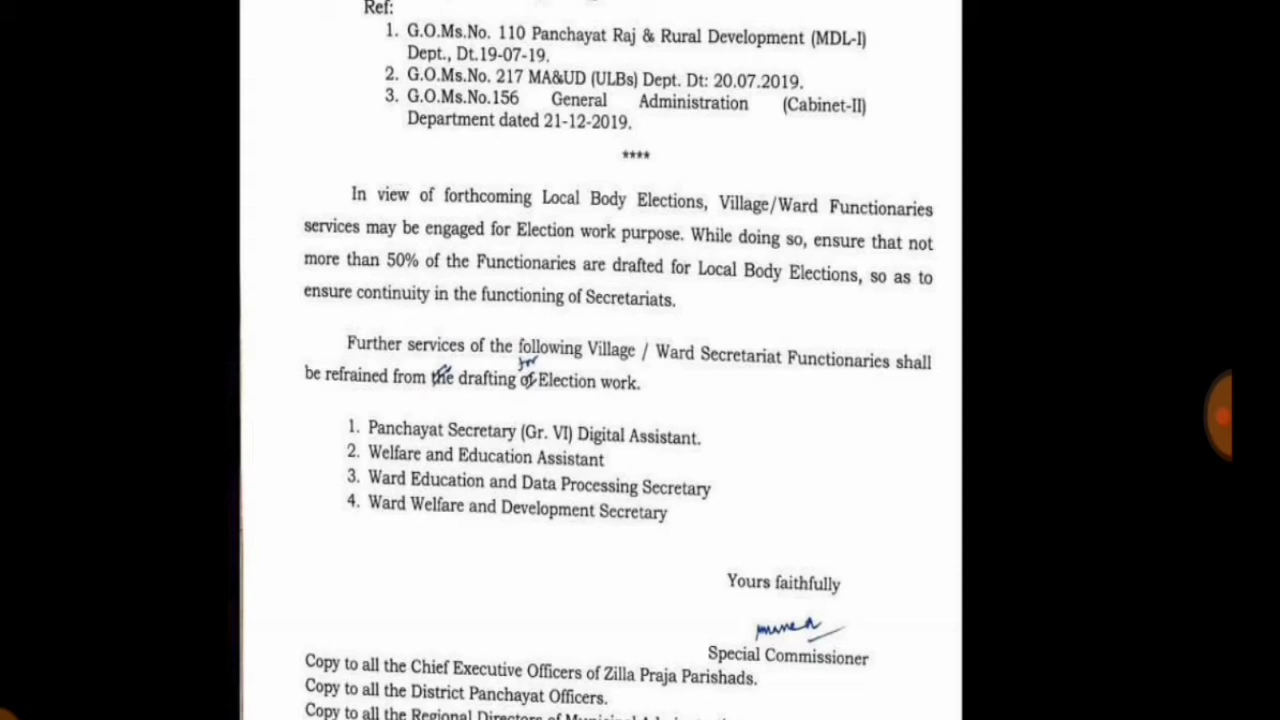 Ref:
1. G.O.Ms.No. 110 Panchayat Raj & Rural Development (MDL-I)
Dept., Dt.19-07-19.
2. G.O.Ms.No. 217 MA&UD (ULBs) Dept. Dt: 20.07.2019.
3. G.O.Ms.No.156 General Administration (Cabinet-II)
Department dated 21-12-2019.
****
In view of forthcoming Local Body Elections, Village/Ward Functionaries
services may be engaged for Election work purpose. While doing so, ensure that not
more than 50% of the Functionaries are drafted for Local Body Elections, so as to
ensure continuity in the functioning of Secretariats.
Further services of the following Village / Ward Secretariat Functionaries shall
for
be refrained from the drafting of Election work.
1. Panchayat Secretary (Gr. VI) Digital Assistant.
2. Welfare and Education Assistant
3. Ward Education and Data Processing Secretary
4. Ward Welfare and Development Secretary
Yours faithfully
Special Commissioner
Copy to all the Chief Executive Officers of Zilla Praja Parishads.
Copy to all the District Panchayat Officers.
Copy to all the Regional Directors of Municipal